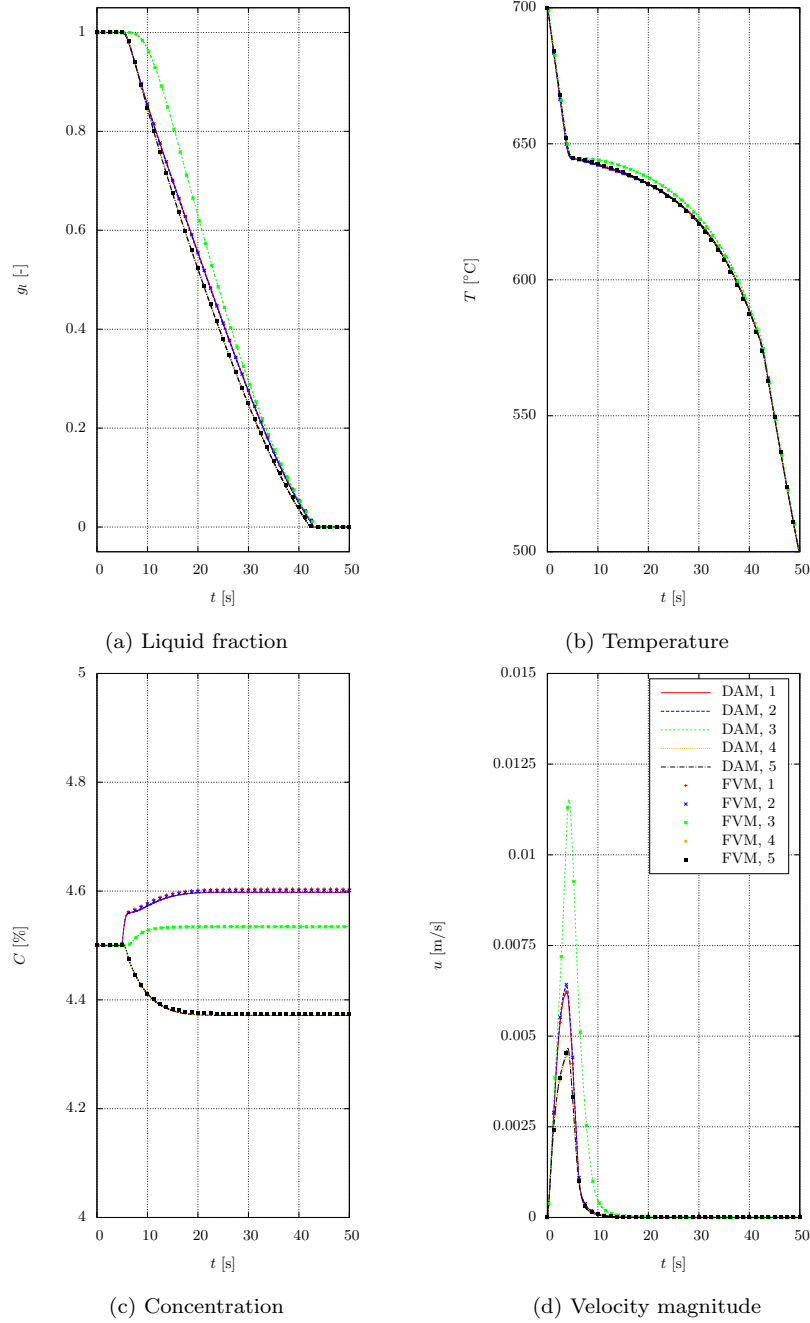 1
0.8
0.6
0.4
0.2
0
g_l [-]
0 10 20 30 40 50
t [s]
(a) Liquid fraction
700
650
600
550
500
T [°C]
0 10 20 30 40 50
t [s]
(b) Temperature
5
4.8
4.6
4.4
4.2
4
C [%]
0 10 20 30 40 50
t [s]
(c) Concentration
0.015
0.0125
0.01
0.0075
0.005
0.0025
0
u [m/s]
DAM, 1
DAM, 2
DAM, 3
DAM, 4
DAM, 5
FVM, 1
FVM, 2
FVM, 3
FVM, 4
FVM, 5
0 10 20 30 40 50
t [s]
(d) Velocity magnitude